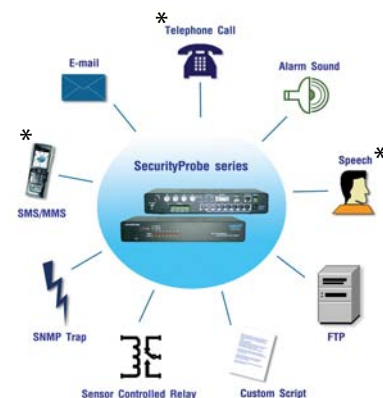 *
Telephone Call
E-mail
Alarm Sound
*
SecurityProbe series
Speech*
SMS/MMS
SNMP Trap
FTP
Sensor Controlled Relay
Custom Script